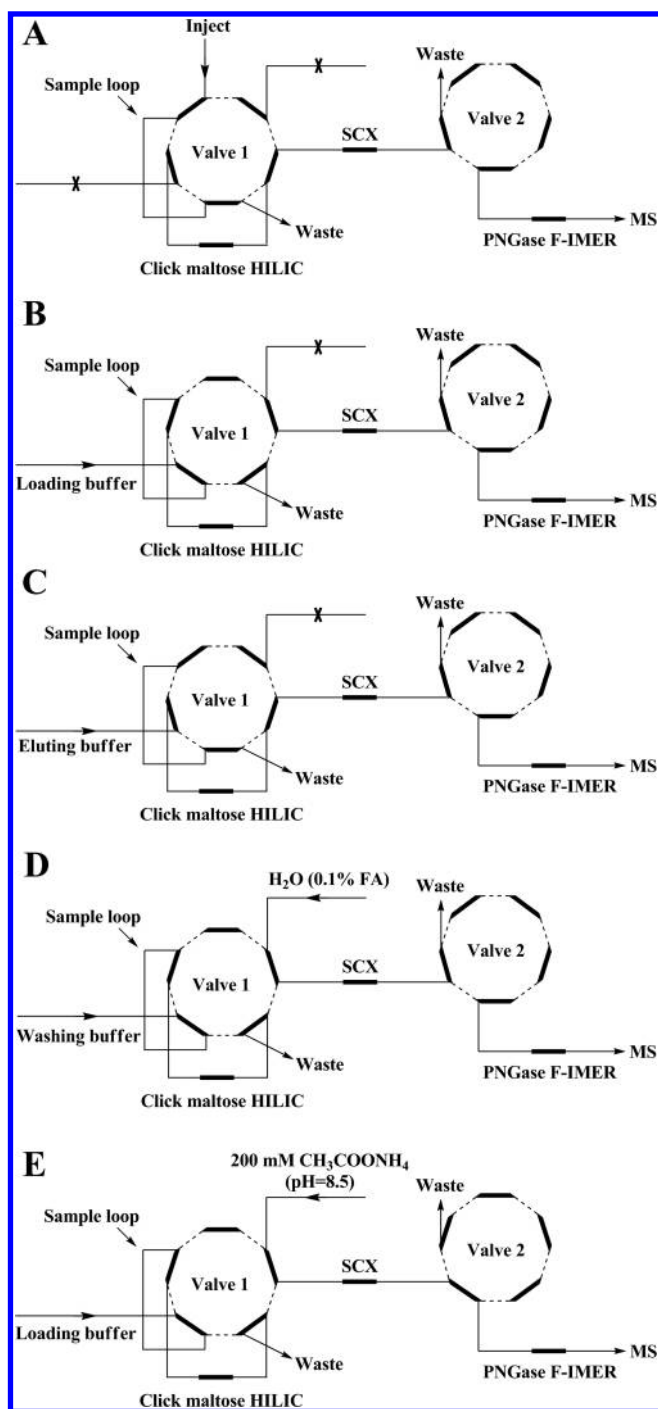 A
Inject
Sample loop
X
Waste
SCX
Valve 1
Valve 2
X
Waste
MS
PNGase F-IMER
Click maltose HILIC
B
Waste
X
Sample loop
SCX
Valve 1
Valve 2
Loading buffer
Waste
MS
PNGase F-IMER
Click maltose HILIC
C
Waste
X
Sample loop
SCX
Valve 1
Valve 2
Eluting buffer
Waste
MS
PNGase F-IMER
Click maltose HILIC
D
H₂O (0.1% FA)
Waste
Sample loop
SCX
Valve 1
Valve 2
Washing buffer
Waste
MS
PNGase F-IMER
Click maltose HILIC
E
200 mM CH₃COONH₄
(pH=8.5)
Waste
Sample loop
SCX
Valve 1
Valve 2
Loading buffer
Waste
MS
PNGase F-IMER
Click maltose HILIC